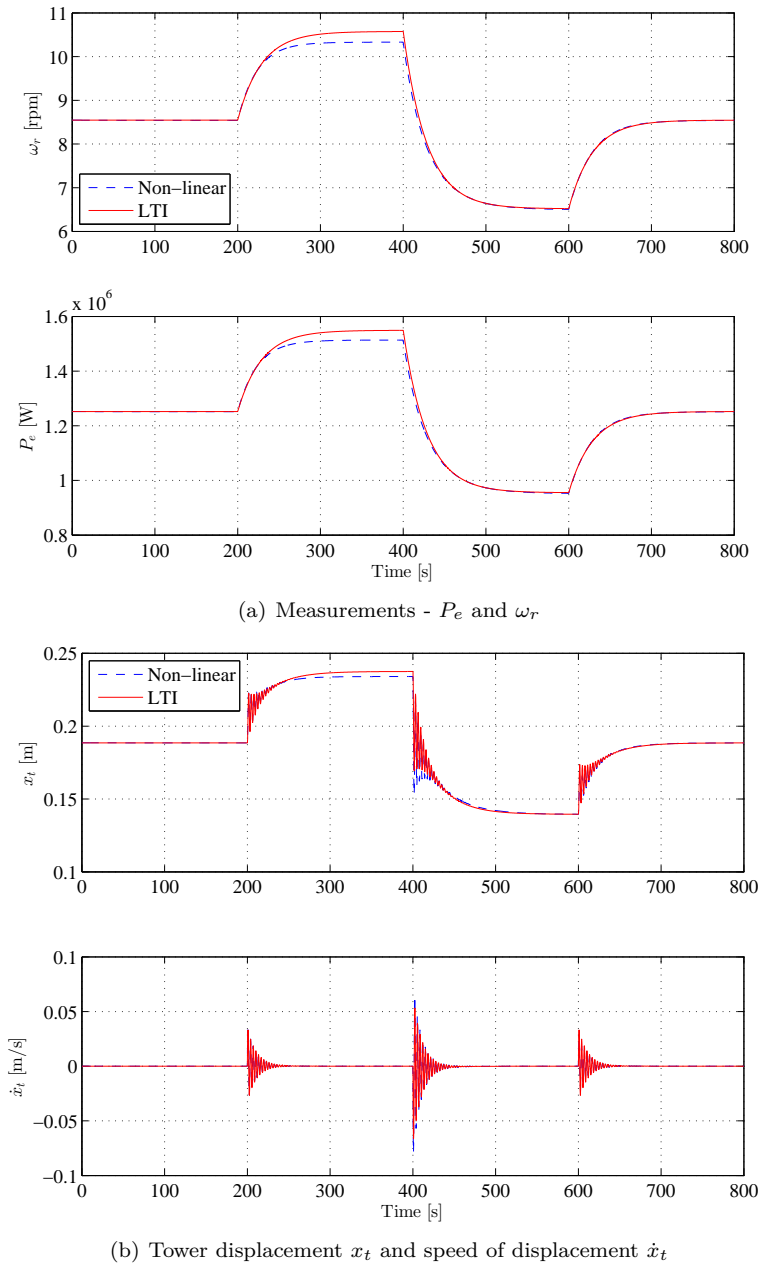 11
10
9
8
7
6
ω_r [rpm]
Non−linear
LTI
0 100 200 300 400 500 600 700 800
x 10^6
1.6
1.4
1.2
1
0.8
P_e [W]
0 100 200 300 400 500 600 700 800
Time [s]
(a) Measurements - P_e and ω_r
0.25
0.2
0.15
0.1
x_t [m]
Non−linear
LTI
0 100 200 300 400 500 600 700 800
0.1
0.05
0
−0.05
−0.1
ẋ_t [m/s]
0 100 200 300 400 500 600 700 800
Time [s]
(b) Tower displacement x_t and speed of displacement ẋ_t